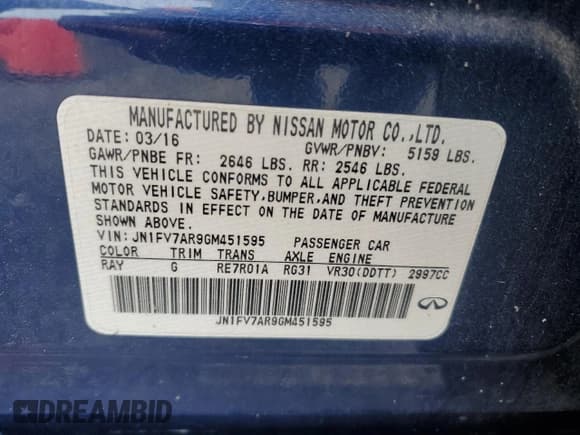 MANUFACTURED BY NISSAN MOTOR CO.,LTD.
DATE: 03/16 GVWR/PNBV: 5159 LBS.
GAWR/PNBE FR: 2646 LBS. RR: 2546 LBS.
THIS VEHICLE CONFORMS TO ALL APPLICABLE FEDERAL
MOTOR VEHICLE SAFETY,BUMPER,AND THEFT PREVENTION
STANDARDS IN EFFECT ON THE DATE OF MANUFACTURE
SHOWN ABOVE.
VIN: JN1FV7AR9GM451595 PASSENGER CAR
COLOR TRIM TRANS AXLE ENGINE
RAY G RE7R01A RG31 VR30(DDTT) 2997CC
JN1FV7AR9GM451595
DREAMBID